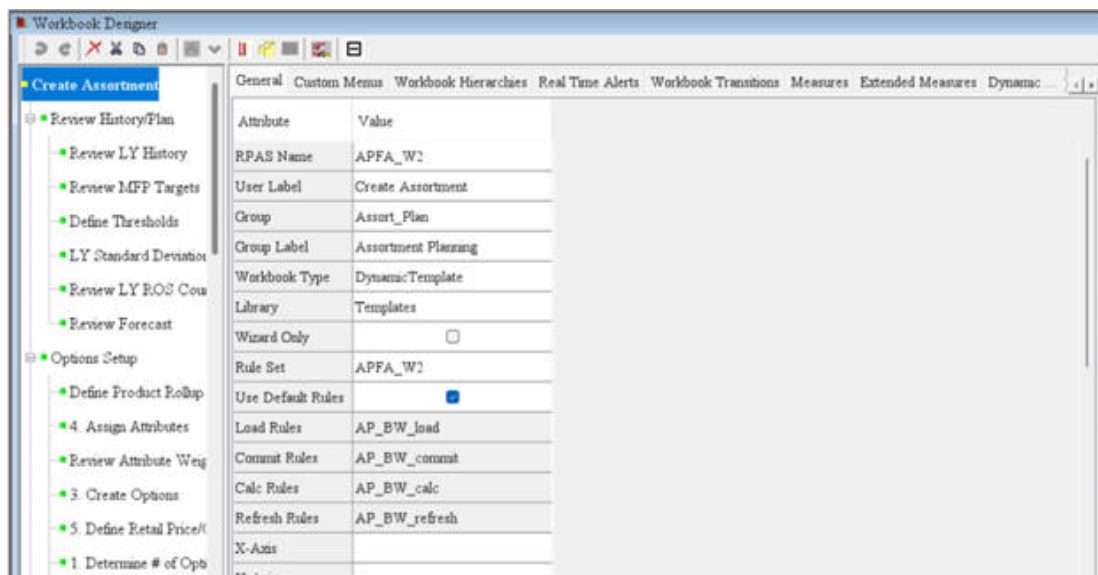 Workbook Designer
Create Assortment
Review History/Plan
Review LY History
Review MFP Targets
Define Thresholds
LY Standard Deviation
Review LY ROS Cou
Review Forecast
Options Setup
Define Product Rollup
4. Assign Attributes
Review Attribute Weig
3. Create Options
5. Define Retail Price/
1. Determine # of Opti
General Custom Menus Workbook Hierarchies Real Time Alerts Workbook Transitions Measures Extended Measures Dynamic ...
Attribute Value
RPAS Name APFA_W2
User Label Create Assortment
Group Assort_Plan
Group Label Assortment Planning
Workbook Type DynamicTemplate
Library Templates
Wizard Only
Rule Set APFA_W2
Use Default Rules
Load Rules AP_BW_load
Commit Rules AP_BW_commit
Calc Rules AP_BW_calc
Refresh Rules AP_BW_refresh
X-Axis